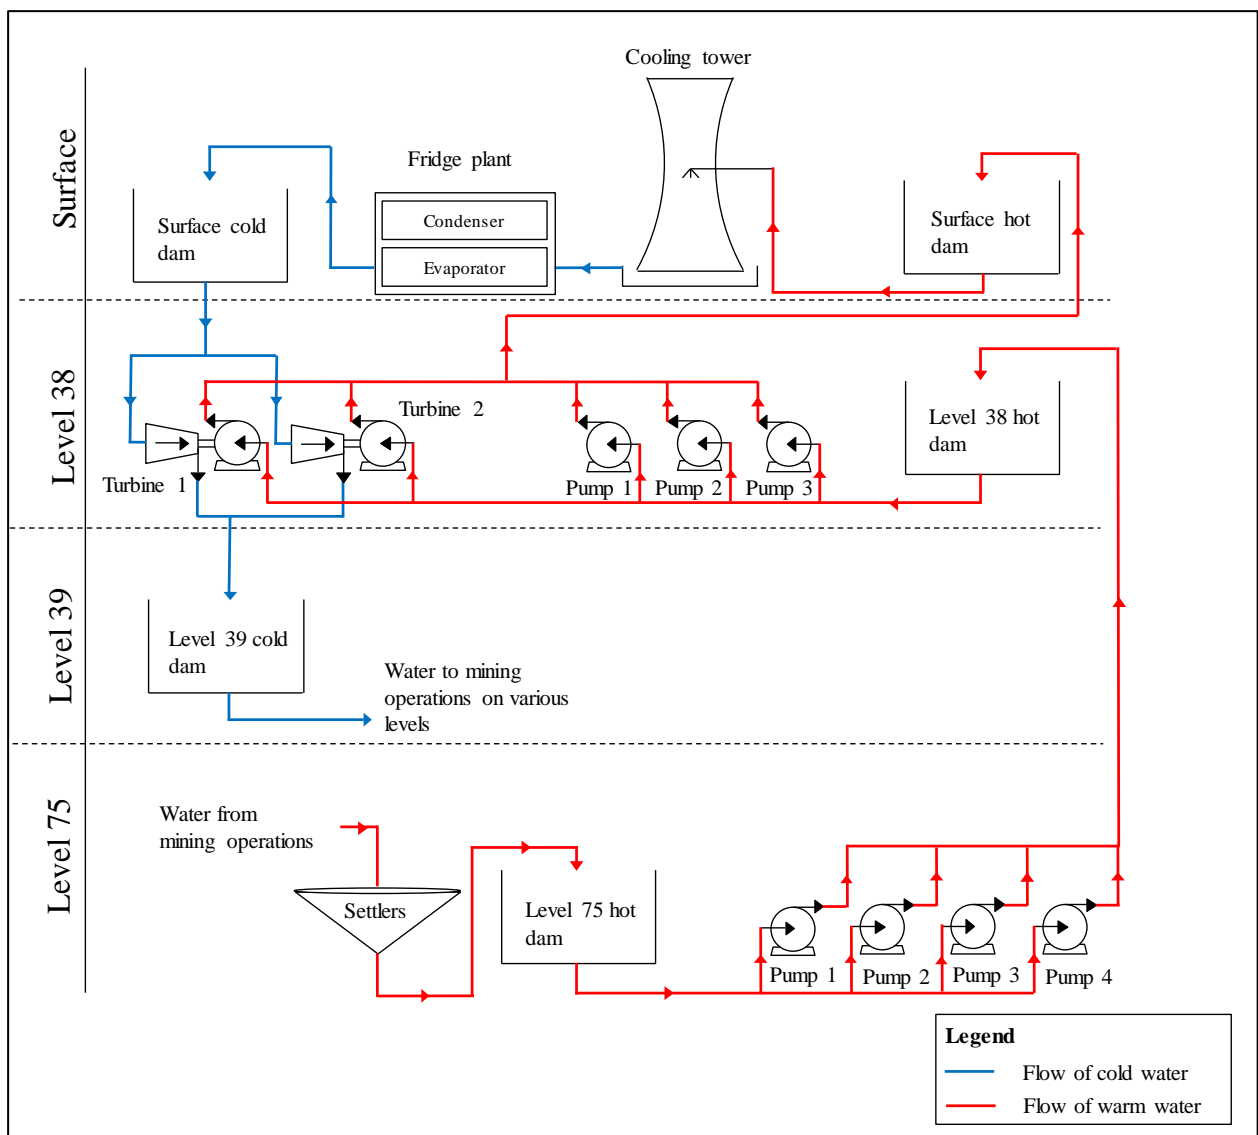 Cooling tower
Surface
Fridge plant
Condenser
Evaporator
Surface cold
dam
Surface hot
dam
Level 38
Turbine 2
Level 38 hot
dam
Turbine 1
Pump 1
Pump 2
Pump 3
Level 39
Level 39 cold
dam
Water to mining
operations on various
levels
Level 75
Water from
mining operations
Settlers
Level 75 hot
dam
Pump 1
Pump 2
Pump 3
Pump 4
Legend
Flow of cold water
Flow of warm water